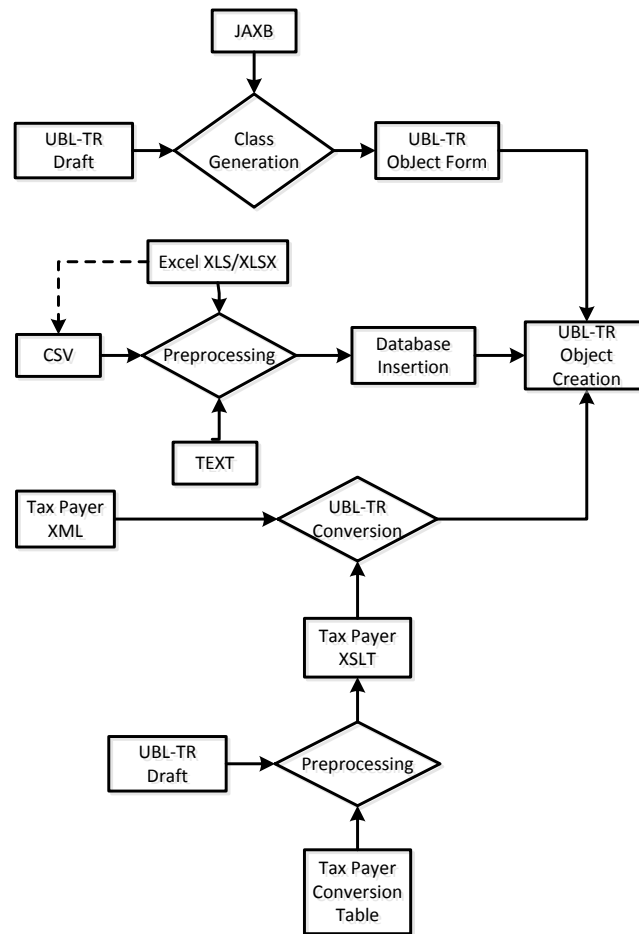 JAXB
UBL-TR
Draft
Class
Generation
UBL-TR
ObJect Form
Excel XLS/XLSX
CSV
Preprocessing
Database
Insertion
UBL-TR
Object
Creation
TEXT
Tax Payer
XML
UBL-TR
Conversion
Tax Payer
XSLT
UBL-TR
Draft
Preprocessing
Tax Payer
Conversion
Table